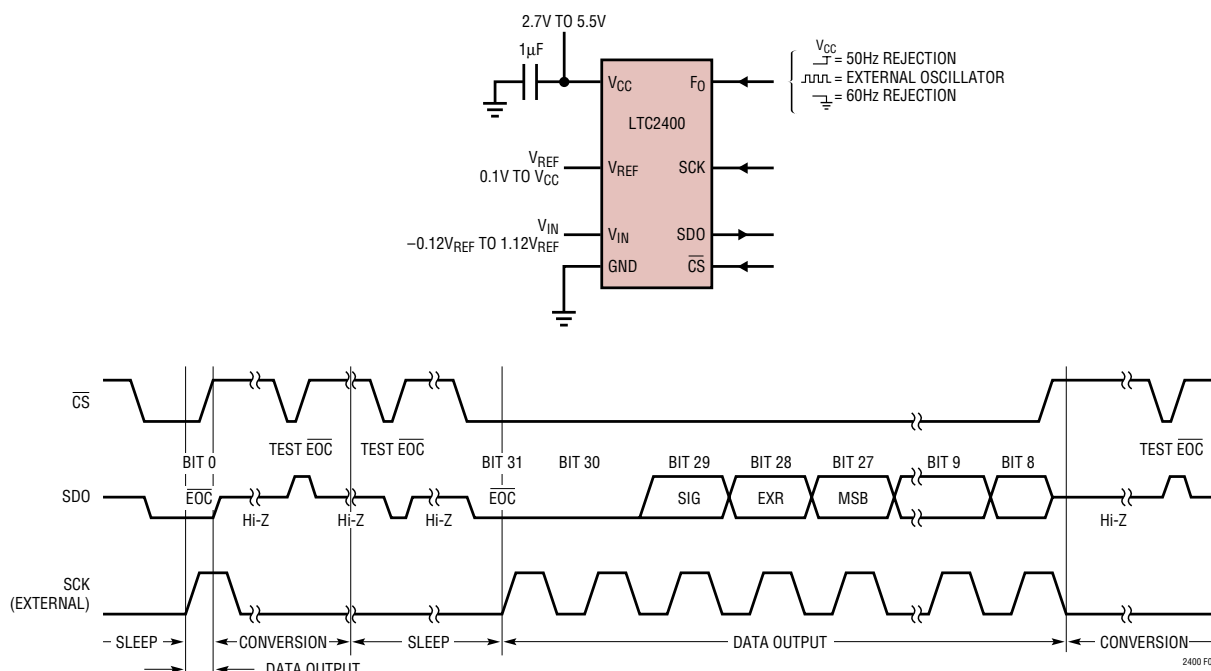 2.7V TO 5.5V
1µF
VCC
LTC2400
FO
VCC
= 50Hz REJECTION
= EXTERNAL OSCILLATOR
= 60Hz REJECTION
VREF
0.1V TO VCC
VREF
SCK
VIN
–0.12VREF TO 1.12VREF
VIN
SDO
GND
CS
CS
TEST EOC
TEST EOC
TEST EOC
BIT 0
BIT 31
BIT 30
BIT 29
BIT 28
BIT 27
BIT 9
BIT 8
SDO
EOC
Hi-Z
Hi-Z
Hi-Z
EOC
SIG
EXR
MSB
Hi-Z
SCK
(EXTERNAL)
SLEEP
CONVERSION
SLEEP
DATA OUTPUT
CONVERSION
DATA OUTPUT